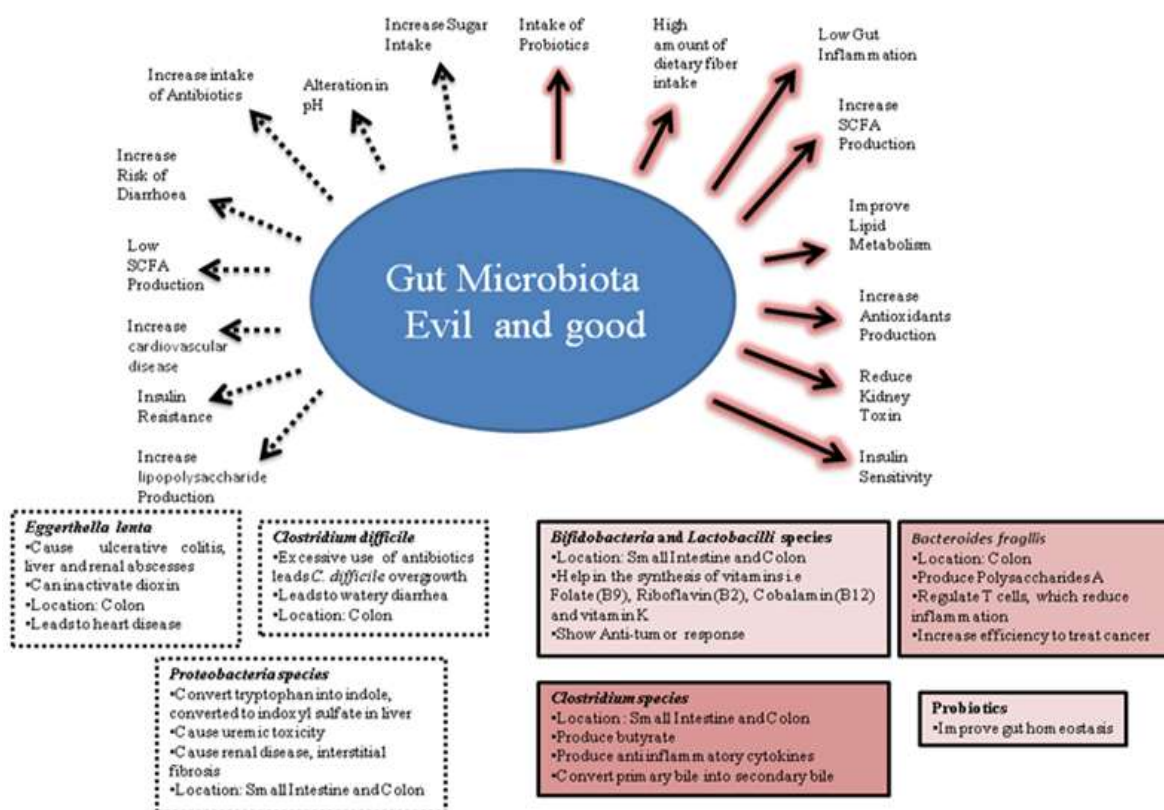 Increase Sugar
Intake
Intake of
Probiotics
High
amount of
dietary fiber
intake
Low Gut
Inflammation
Increase intake
of Antibiotics
Alteration in
pH
Increase
SCFA
Production
Increase
Risk of
Diarrhoea
Improve
Lipid
Metabolism
Low
SCFA
Production
Gut Microbiota
Evil and good
Increase
Antioxidants
Production
Increase
cardiovascular
disease
Reduce
Kidney
Toxin
Insulin
Resistance
Insulin
Sensitivity
Increase
lipopolysaccharide
Production
Eggerthella lenta
•Cause ulcerative colitis,
liver and renal abscesses
•Can inactivate dioxin
•Location: Colon
•Leads to heart disease
Clostridium difficile
•Excessive use of antibiotics
leads C. difficile overgrowth
•Leads to watery diarrhea
•Location: Colon
Bifidobacteria and Lactobacilli species
•Location: Small Intestine and Colon
•Help in the synthesis of vitamins i.e
Folate (B9), Riboflavin (B2), Cobalamin (B12)
and vitamin K
•Show Anti-tumor response
Bacteroides fragilis
•Location: Colon
•Produce Polysaccharides A
•Regulate T cells, which reduce
inflammation
•Increase efficiency to treat cancer
Proteobacteria species
•Convert tryptophan into indole,
converted to indoxyl sulfate in liver
•Cause uremic toxicity
•Cause renal disease, interstitial
fibrosis
•Location: Small Intestine and Colon
Clostridium species
•Location: Small Intestine and Colon
•Produce butyrate
•Produce anti inflammatory cytokines
•Convert primary bile into secondary bile
Probiotics
•Improve gut homeostasis